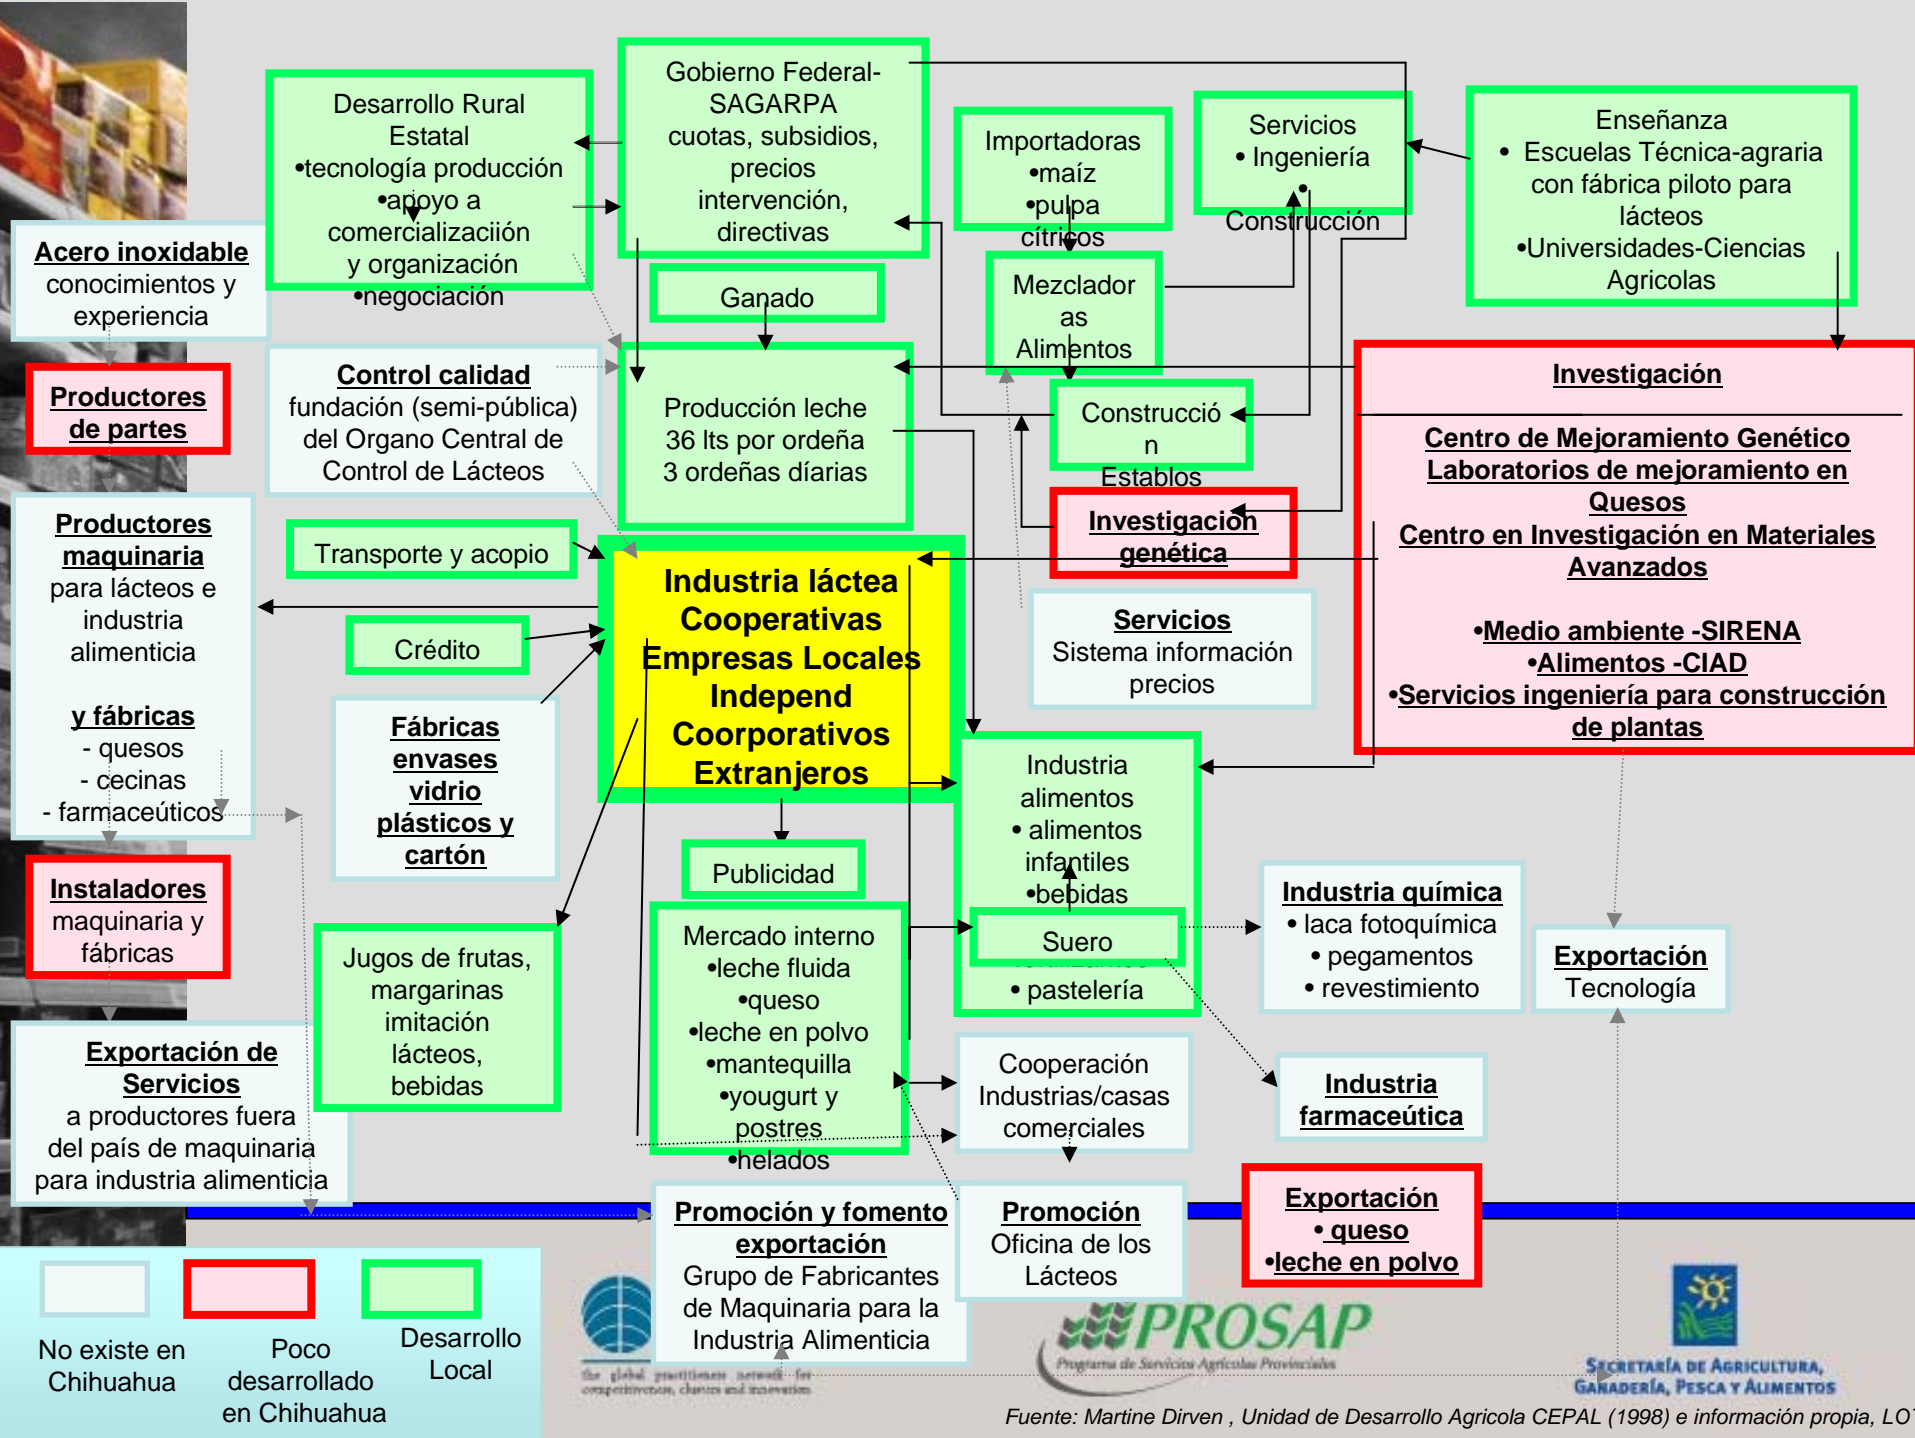 Desarrollo Rural
Estatal
•tecnología producción
•apoyo a
comercializaciión
y organización
•negociación
Gobierno Federal-
SAGARPA
cuotas, subsidios,
precios
intervención,
directivas
Importadoras
•maíz
•pulpa
cítricos
Servicios
• Ingeniería
•
Construcción
Enseñanza
• Escuelas Técnica-agraria
con fábrica piloto para
lácteos
•Universidades-Ciencias
Agricolas
Acero inoxidable
conocimientos y
experiencia
Ganado
Mezclador
as
Alimentos
Productores
de partes
Control calidad
fundación (semi-pública)
del Organo Central de
Control de Lácteos
Producción leche
36 lts por ordeña
3 ordeñas díarias
Construcció
n
Establos
Investigación
Centro de Mejoramiento Genético
Laboratorios de mejoramiento en
Quesos
Centro en Investigación en Materiales
Avanzados
•Medio ambiente -SIRENA
•Alimentos -CIAD
•Servicios ingeniería para construcción
de plantas
Productores
maquinaria
para lácteos e
industria
alimenticia
y fábricas
- quesos
- cecinas
- farmaceúticos
Transporte y acopio
Crédito
Industria láctea
Cooperativas
Empresas Locales
Independ
Coorporativos
Extranjeros
Investigación
genética
Servicios
Sistema información
precios
Fábricas
envases
vidrio
plásticos y
cartón
Publicidad
Industria
alimentos
• alimentos
infantiles
•bebidas
Suero
• pastelería
Instaladores
maquinaria y
fábricas
Jugos de frutas,
margarinas
imitación
lácteos,
bebidas
Mercado interno
•leche fluida
•queso
•leche en polvo
•mantequilla
•yougurt y
postres
•helados
Industria química
• laca fotoquímica
• pegamentos
• revestimiento
Exportación
Tecnología
Exportación de
Servicios
a productores fuera
del país de maquinaria
para industria alimenticia
Cooperación
Industrias/casas
comerciales
Industria
farmaceútica
Promoción y fomento
exportación
Grupo de Fabricantes
de Maquinaria para la
Industria Alimenticia
Promoción
Oficina de los
Lácteos
Exportación
• queso
•leche en polvo
No existe en
Chihuahua
Poco
desarrollado
en Chihuahua
Desarrollo
Local
the global practitioners network for
competitiveness, clusters and innovation
PROSAP
Programa de Servicios Agrícolas Provinciales
SECRETARÍA DE AGRICULTURA,
GANADERÍA, PESCA Y ALIMENTOS
Fuente: Martine Dirven , Unidad de Desarrollo Agricola CEPAL (1998) e información propia,